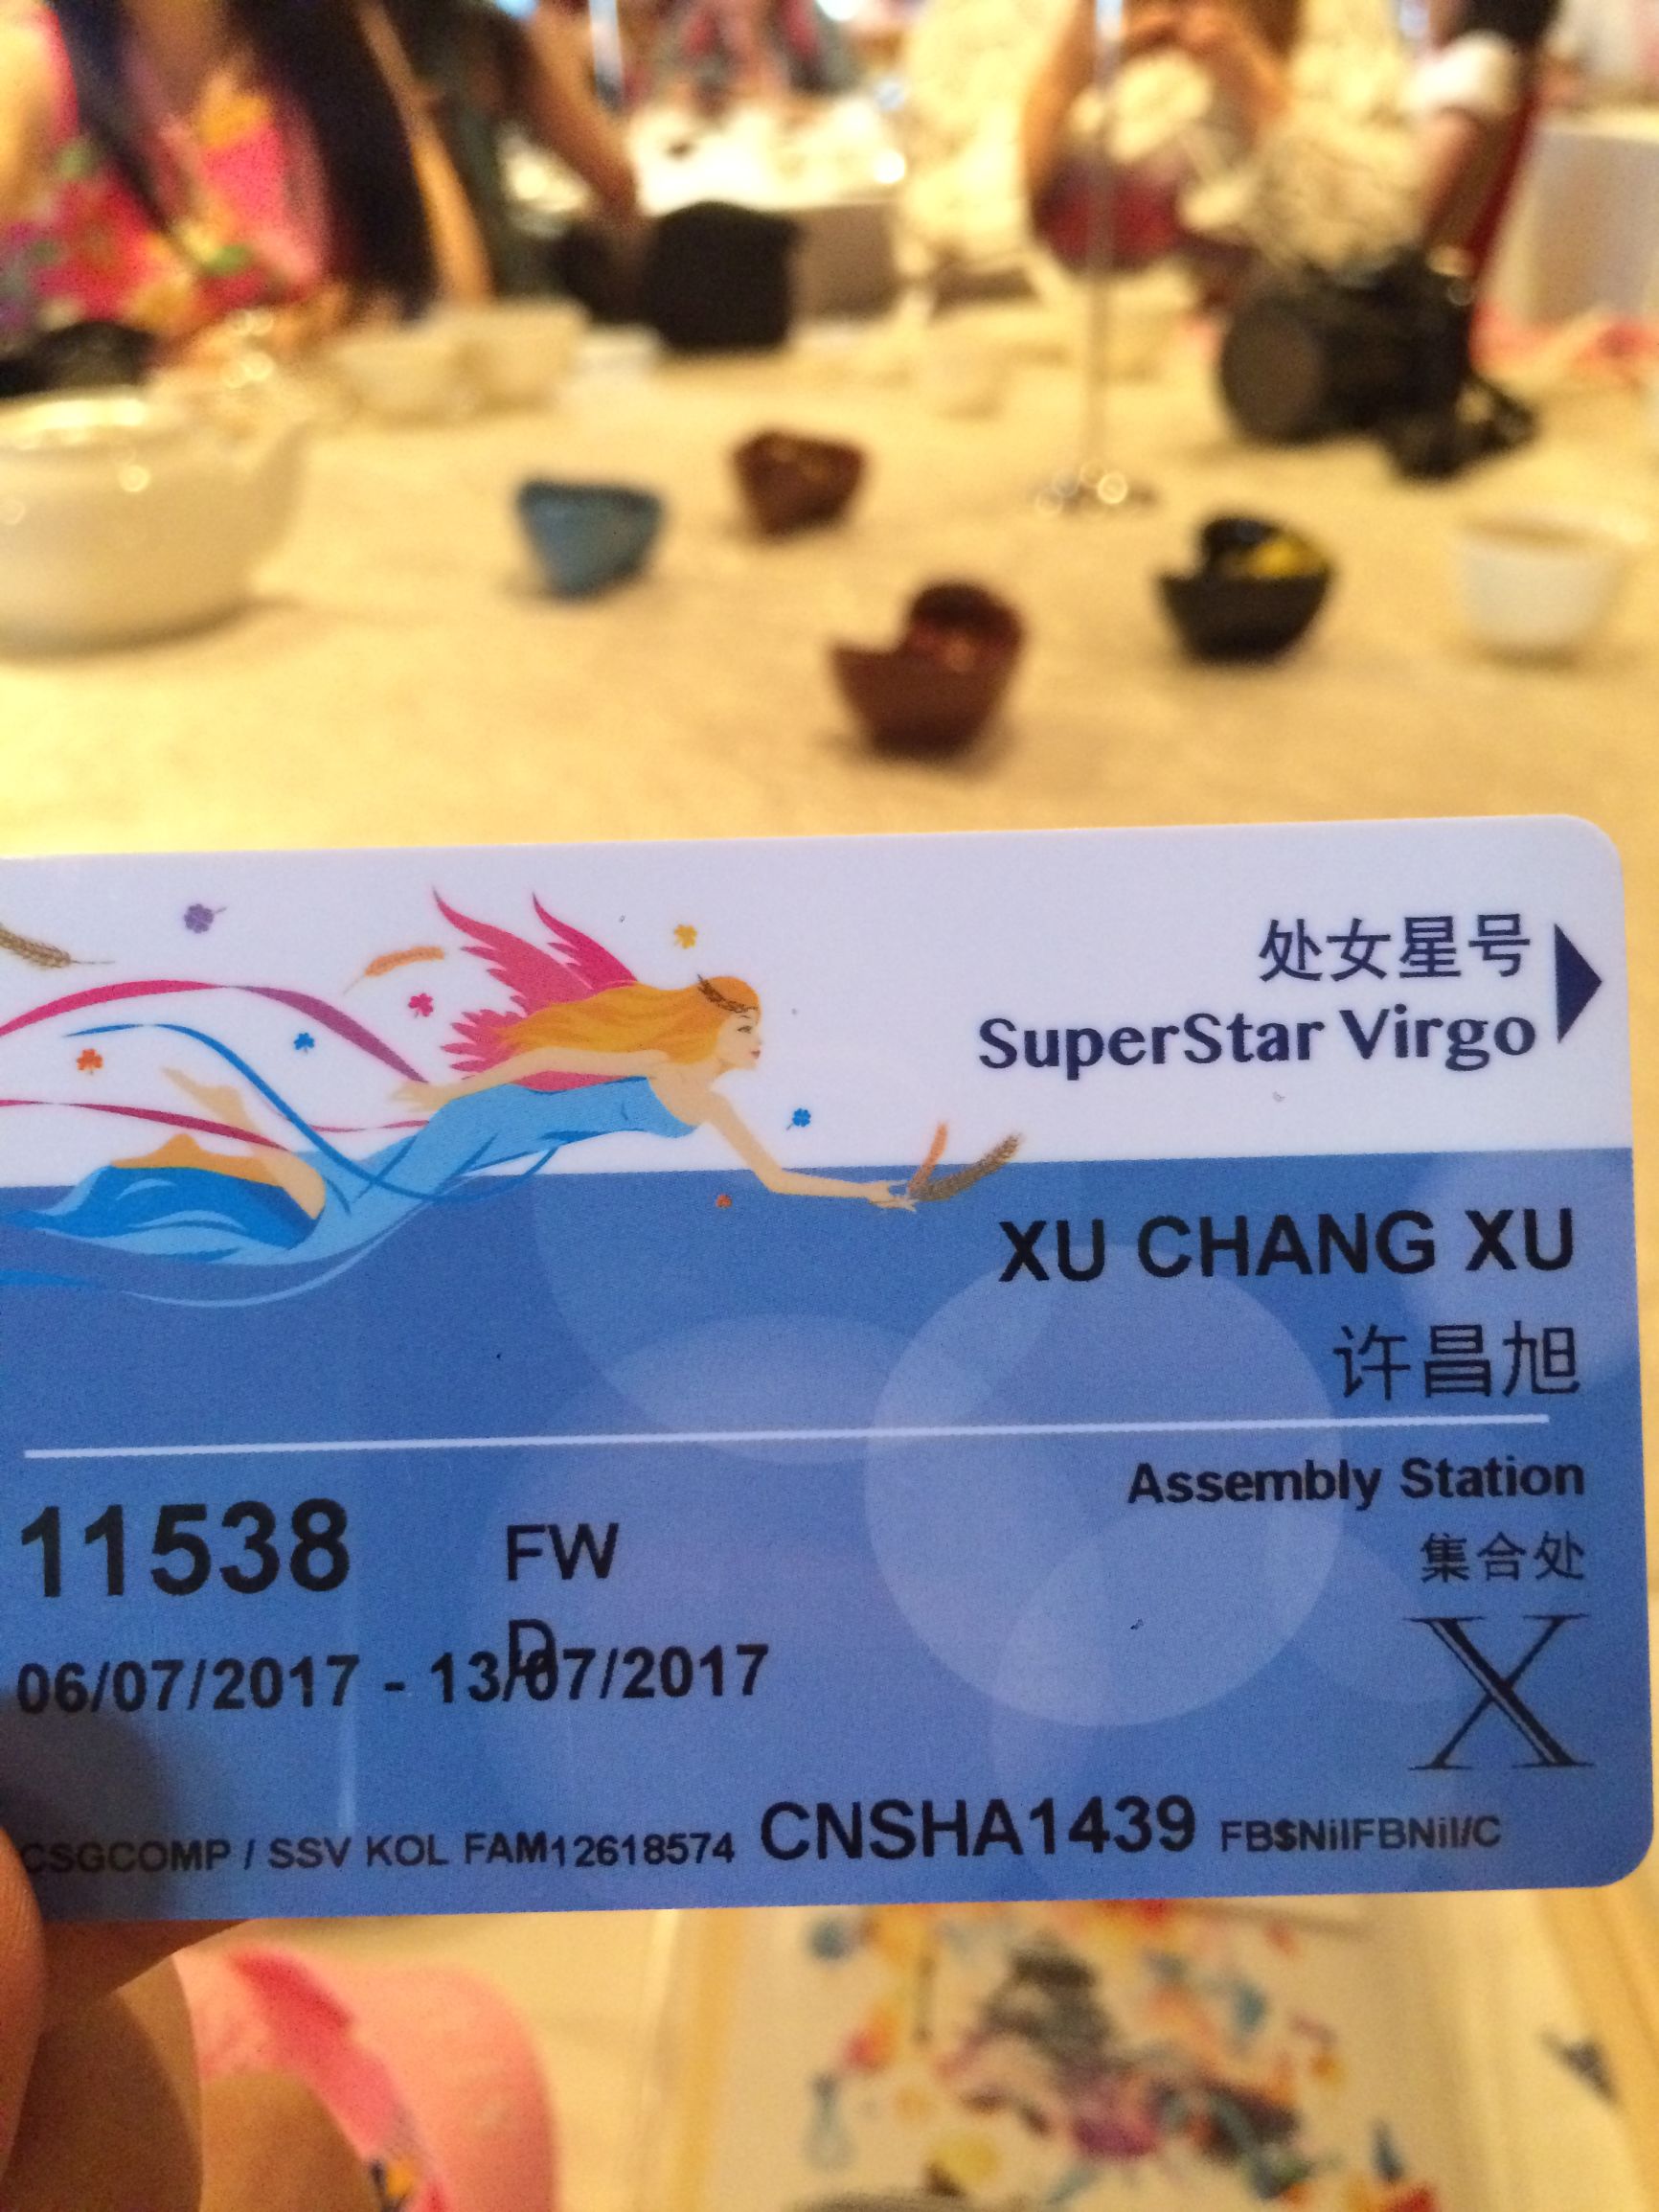 处女星号
SuperStar Virgo
XU CHANG XU
许昌旭
Assembly Station
集合处
X
11538 FW
D
06/07/2017 - 13/07/2017
CSGCOMP / SSV KOL FAM12618574 CNSHA1439 FB$NilFBNil/C